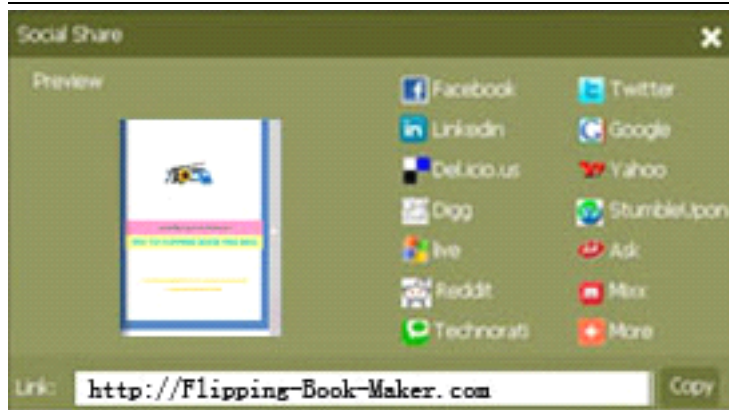 Social Share
Preview
Facebook Twitter
Linkedin Google
Del.icio.us Yahoo
Digg StumbleUpon
live Ask
Reddit Mixx
Technorati More
Link: http://Flipping-Book-Maker.com Copy